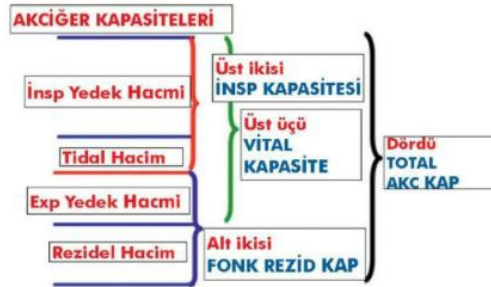 AKCİĞER KAPASİTELERİ
İnsp Yedek Hacmi
Tidal Hacim
Exp Yedek Hacmi
Rezidel Hacim
Üst ikisi
İNSP KAPASİTESİ
Üst üçü
VİTAL
KAPASİTE
Alt ikisi
FONK REZID KAP
Dördü
TOTAL
AKC KAP